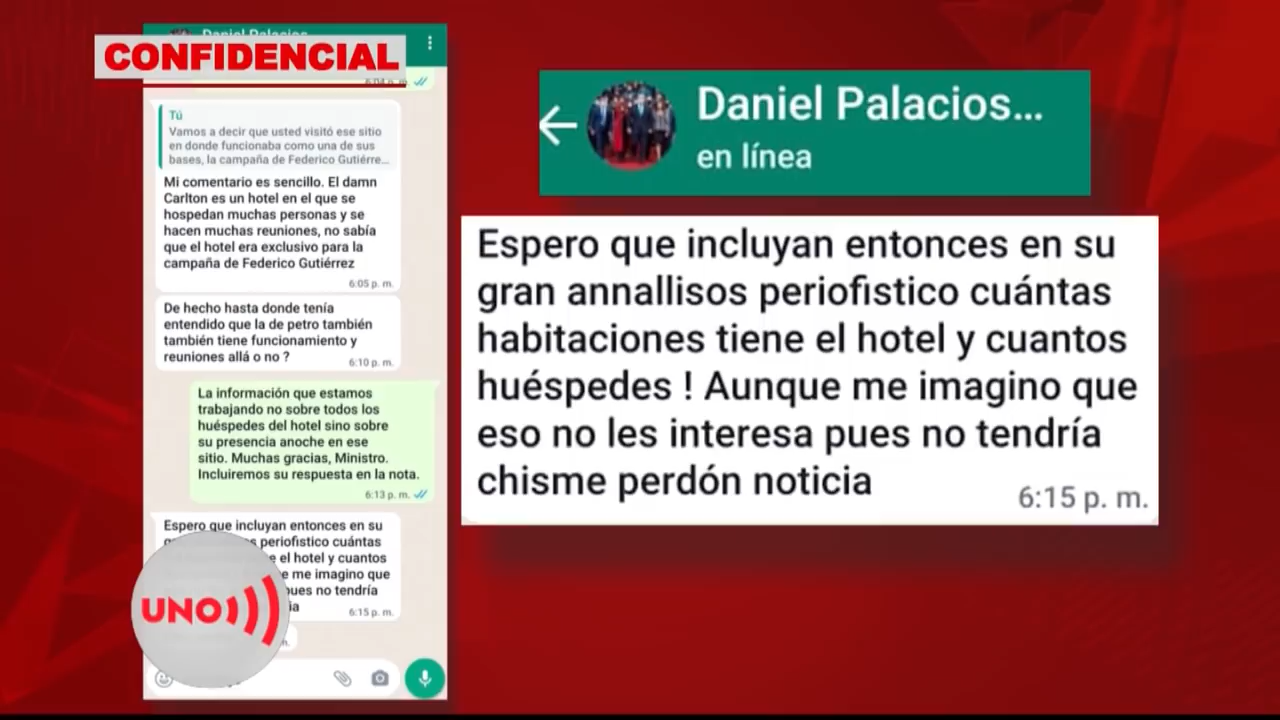 CONFIDENCIAL
Daniel Palacios
6:04 p. m.
Tú
Vamos a decir que usted visitó ese sitio
en donde funcionaba como una de sus
bases, la campaña de Federico Gutiérre...
Mi comentario es sencillo. El damn
Carlton es un hotel en el que se
hospedan muchas personas y se
hacen muchas reuniones, no sabía
que el hotel era exclusivo para la
campaña de Federico Gutiérrez
6:05 p. m.
De hecho hasta donde tenía
entendido que la de petro también
también tiene funcionamiento y
reuniones allá o no ?
6:10 p. m.
La información que estamos
trabajando no sobre todos los
huéspedes del hotel sino sobre
su presencia anoche en ese
sitio. Muchas gracias, Ministro.
Incluiremos su respuesta en la nota.
6:13 p. m.
Espero que incluyan entonces en su
periofistico cuántas
el hotel y cuantos
me imagino que
pues no tendría
6:15 p. m.
UNO
Daniel Palacios...
en línea
Espero que incluyan entonces en su
gran annallisos periofistico cuántas
habitaciones tiene el hotel y cuantos
huéspedes ! Aunque me imagino que
eso no les interesa pues no tendría
chisme perdón noticia
6:15 p. m.